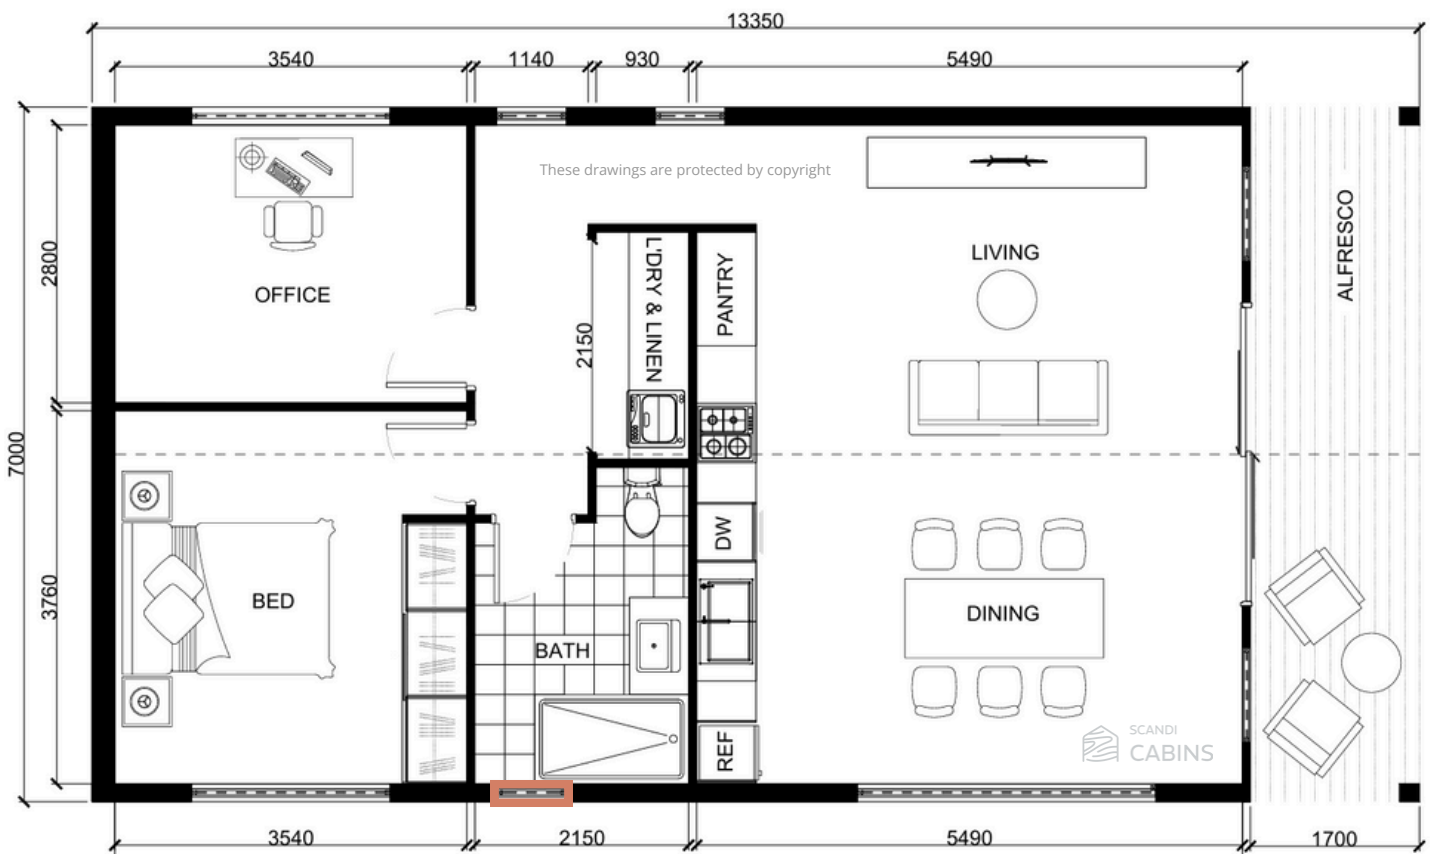 13350
3540
1140
930
5490
These drawings are protected by copyright
ALFRESCO
LIVING
L'DRY & LINEN
PANTRY
2800
OFFICE
2150
7000
DW
3760
BED
DINING
BATH
SCANDI
CABINS
REF
3540
2150
5490
1700